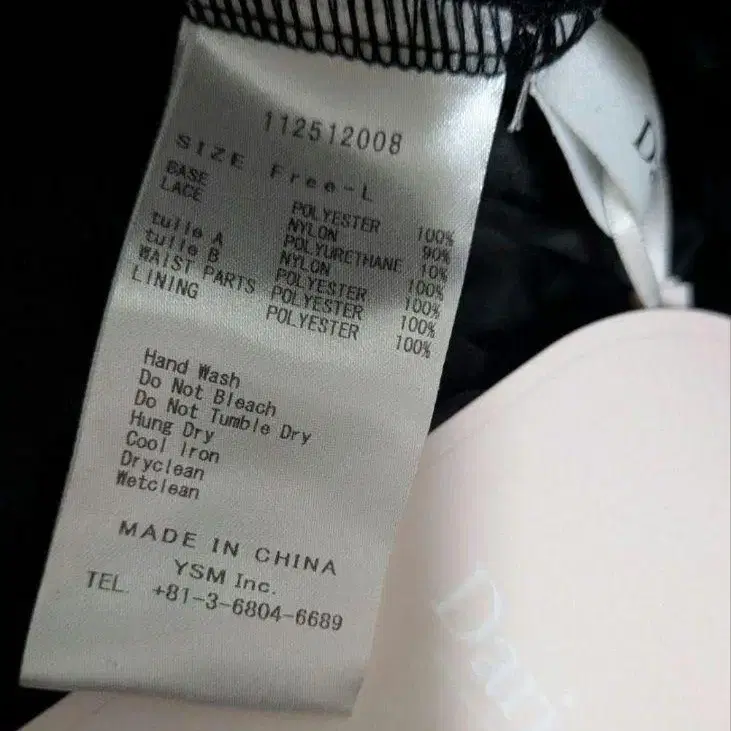 112512008
SIZE Free-L
BASE POLYESTER 100%
LACE NYLON 90%
POLYURETHANE 10%
tulle A NYLON 100%
tulle B POLYESTER 100%
WAIST PARTS POLYESTER 100%
LINING POLYESTER 100%
Hand Wash
Do Not Bleach
Do Not Tumble Dry
Hung Dry
Cool Iron
Dryclean
Wetclean
MADE IN CHINA
YSM Inc.
TEL. +81-3-6804-6689